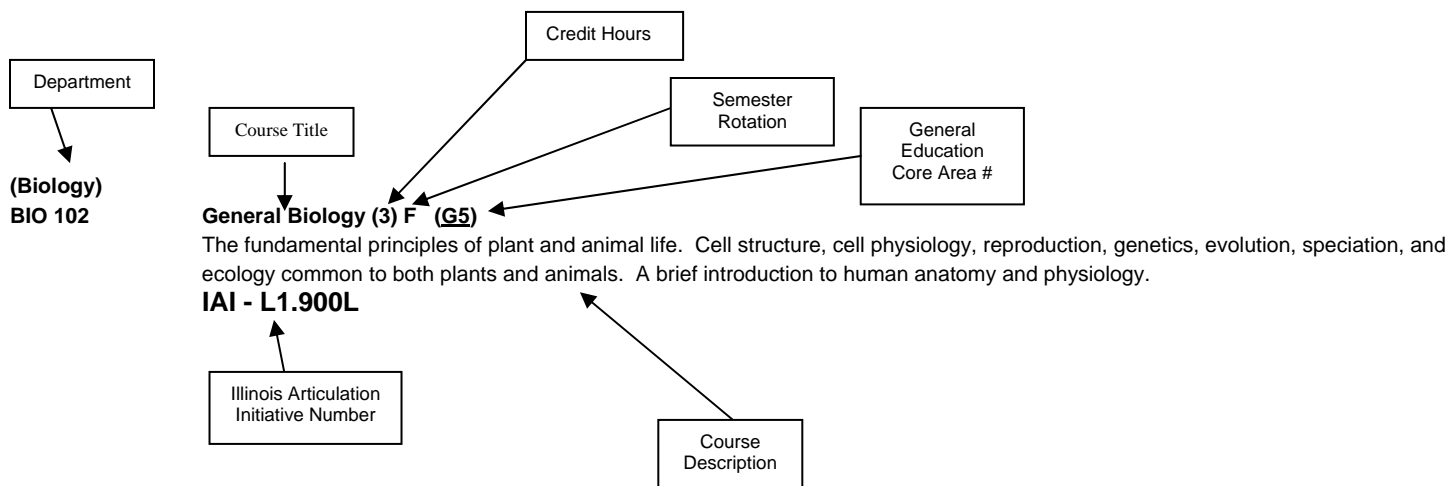 Credit Hours
Department
Semester
Rotation
Course Title
General
Education
Core Area #
(Biology)
BIO 102
General Biology (3) F (G5)
The fundamental principles of plant and animal life. Cell structure, cell physiology, reproduction, genetics, evolution, speciation, and
ecology common to both plants and animals. A brief introduction to human anatomy and physiology.
IAI - L1.900L
Illinois Articulation
Initiative Number
Course
Description